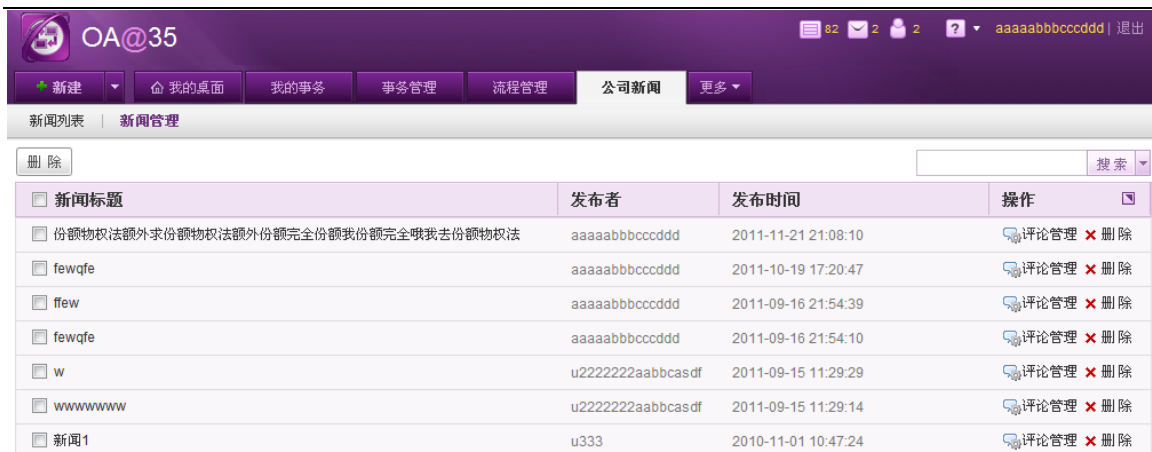 OA@35 82 2 2 ? aaaaabbbcccddd | 退出
新建 我的桌面 我的事务 事务管理 流程管理 公司新闻 更多
新闻列表 | 新闻管理
删 除 搜 索
新闻标题 发布者 发布时间 操作
份额物权法额外求份额物权法额外份额完全份额我份额完全哦我去份额物权法 aaaaabbbcccddd 2011-11-21 21:08:10 评论管理 删 除
fewqfe aaaaabbbcccddd 2011-10-19 17:20:47 评论管理 删 除
ffew aaaaabbbcccddd 2011-09-16 21:54:39 评论管理 删 除
fewqfe aaaaabbbcccddd 2011-09-16 21:54:10 评论管理 删 除
w u2222222aabbcasdf 2011-09-15 11:29:29 评论管理 删 除
wwwwwww u2222222aabbcasdf 2011-09-15 11:29:14 评论管理 删 除
新闻1 u333 2010-11-01 10:47:24 评论管理 删 除